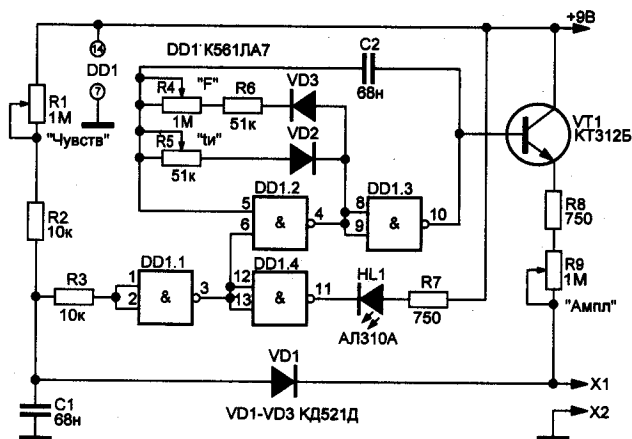 +9В
14
DD1
7
DD1 К561ЛА7
C2
68н
R4
"F"
1М
R6
51к
VD3
VD2
R5
"tи"
51к
R1
1М
"Чувств"
R2
10к
VT1
КТ312Б
R8
750
R9
1М
"Ампл"
DD1.2
5
6
&
4
DD1.3
8
9
&
10
R3
10к
DD1.1
1
2
&
3
DD1.4
12
13
&
11
HL1
АЛ310А
R7
750
VD1
VD1-VD3 КД521Д
C1
68н
X1
X2